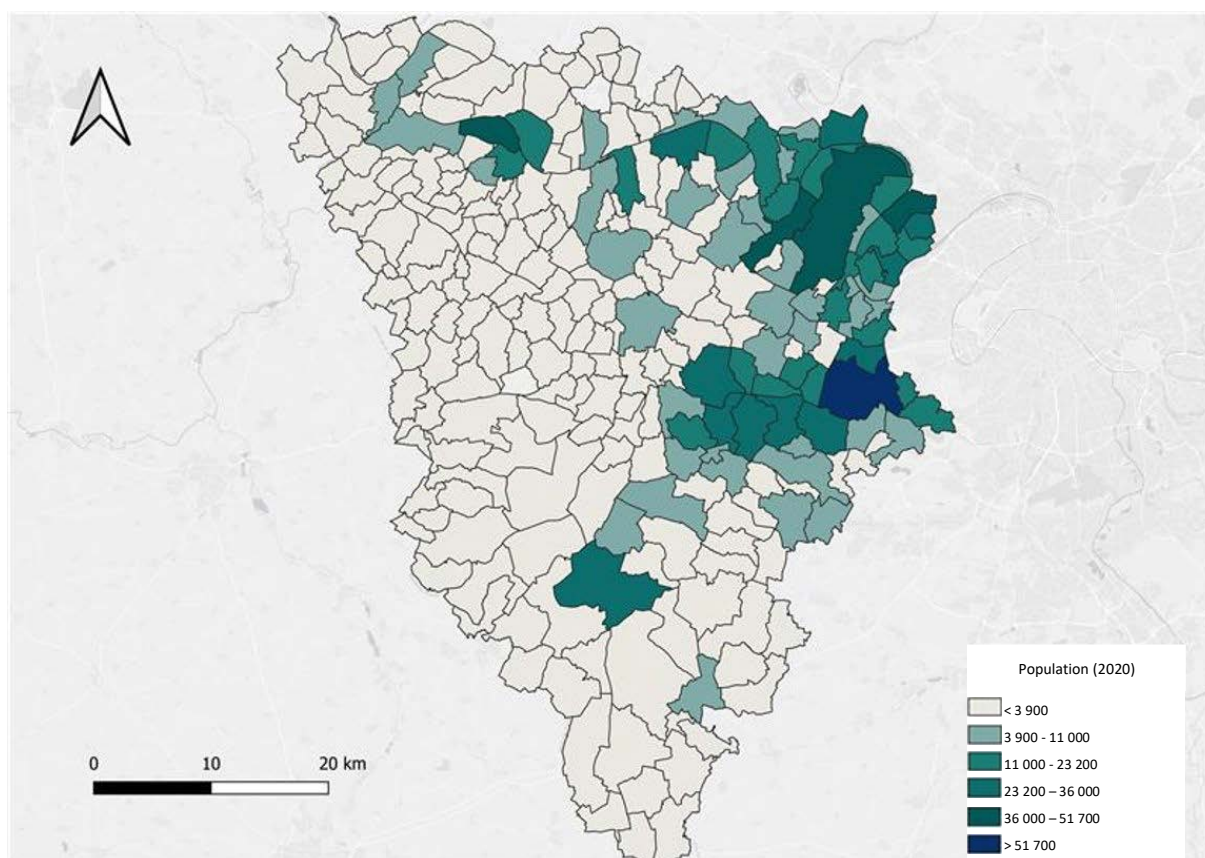 Population (2020)
< 3 900
3 900 - 11 000
11 000 - 23 200
23 200 – 36 000
36 000 – 51 700
> 51 700
0 10 20 km